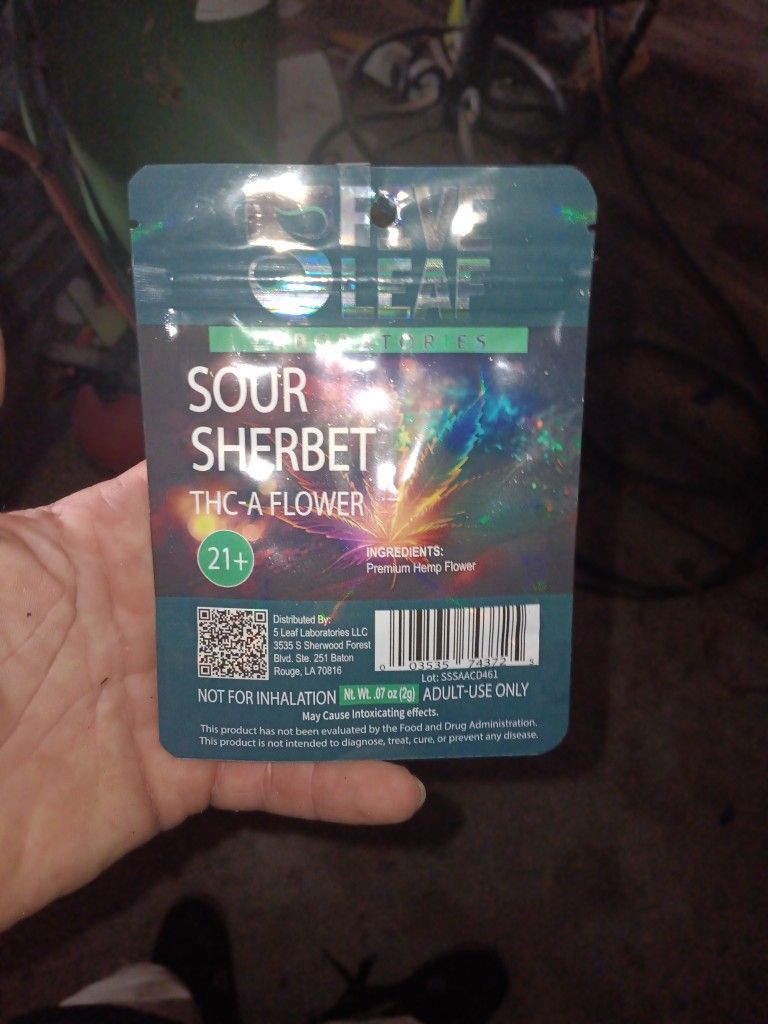 FIVE
LEAF
LABORATORIES
SOUR
SHERBET
THC-A FLOWER
21+
INGREDIENTS:
Premium Hemp Flower
Distributed By:
5 Leaf Laboratories LLC
3535 S Sherwood Forest
Blvd. Ste. 251 Baton
Rouge, LA 70816
0 03535 74372 8
Lot: SSSAACD461
NOT FOR INHALATION Nt. Wt. .07 oz (2g) ADULT-USE ONLY
May Cause Intoxicating effects.
This product has not been evaluated by the Food and Drug Administration.
This product is not intended to diagnose, treat, cure, or prevent any disease.